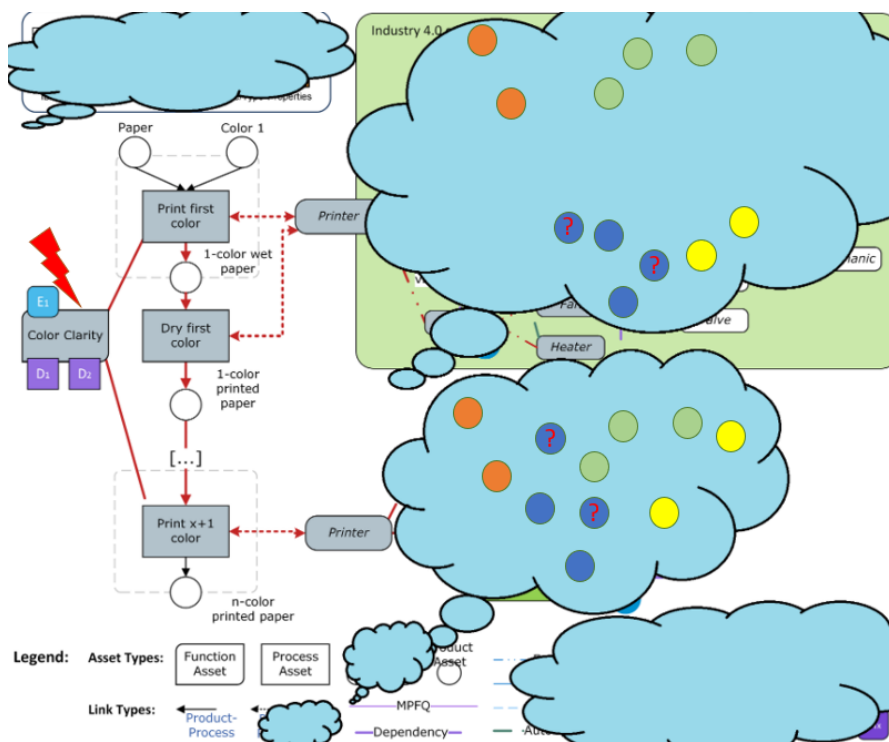 Industry 4.0
Properties
Paper
Color 1
Print first
color
Printer
1-color wet
paper
E1
Color Clarity
D1
D2
Dry first
color
Heater
1-color
printed
paper
[...]
Print x+1
color
Printer
n-color
printed paper
?
?
?
?
Legend:
Asset Types:
Function
Asset
Process
Asset
Asset
Link Types:
Product-
Process
MPFQ
Dependency